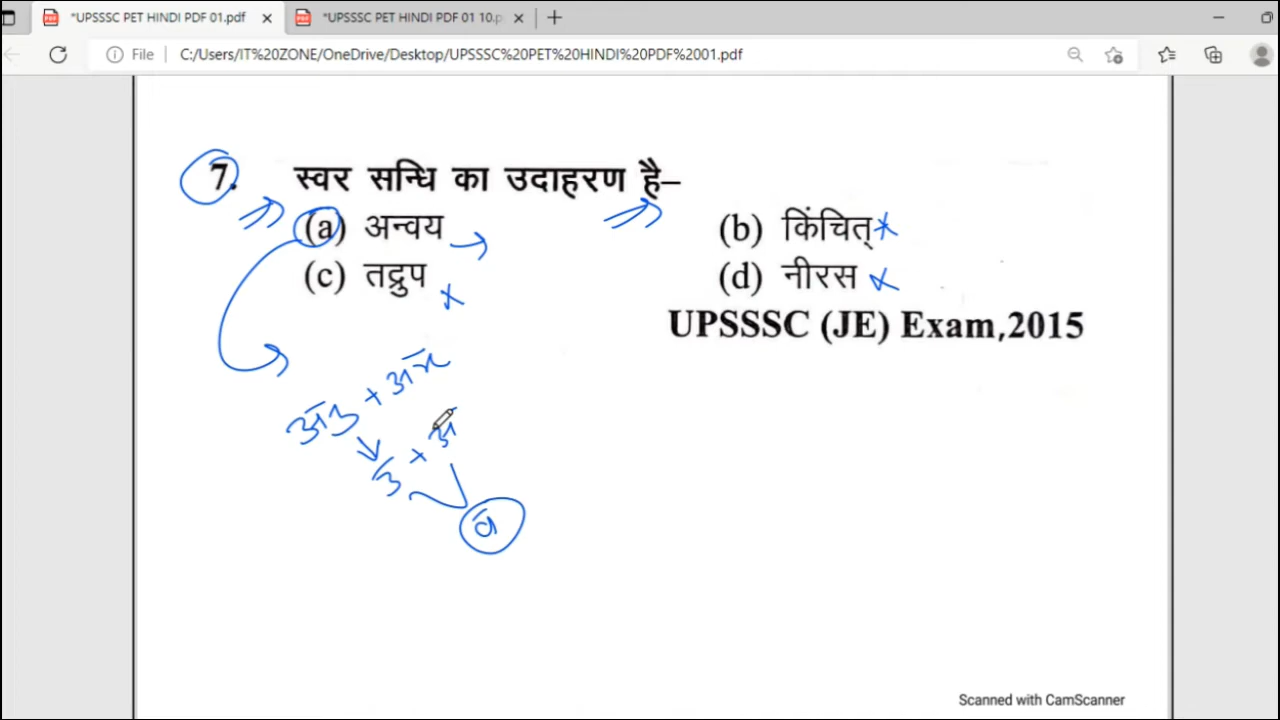 *UPSSSC PET HINDI PDF 01.pdf
*UPSSSC PET HINDI PDF 01 10.p
File
C:/Users/IT%20ZONE/OneDrive/Desktop/UPSSSC%20PET%20HINDI%20PDF%2001.pdf
7. स्वर सन्धि का उदाहरण है–
(a) अन्वय (b) किंचित्
(c) तद्रुप (d) नीरस
UPSSSC (JE) Exam,2015
+
उ + अ
व
Scanned with CamScanner